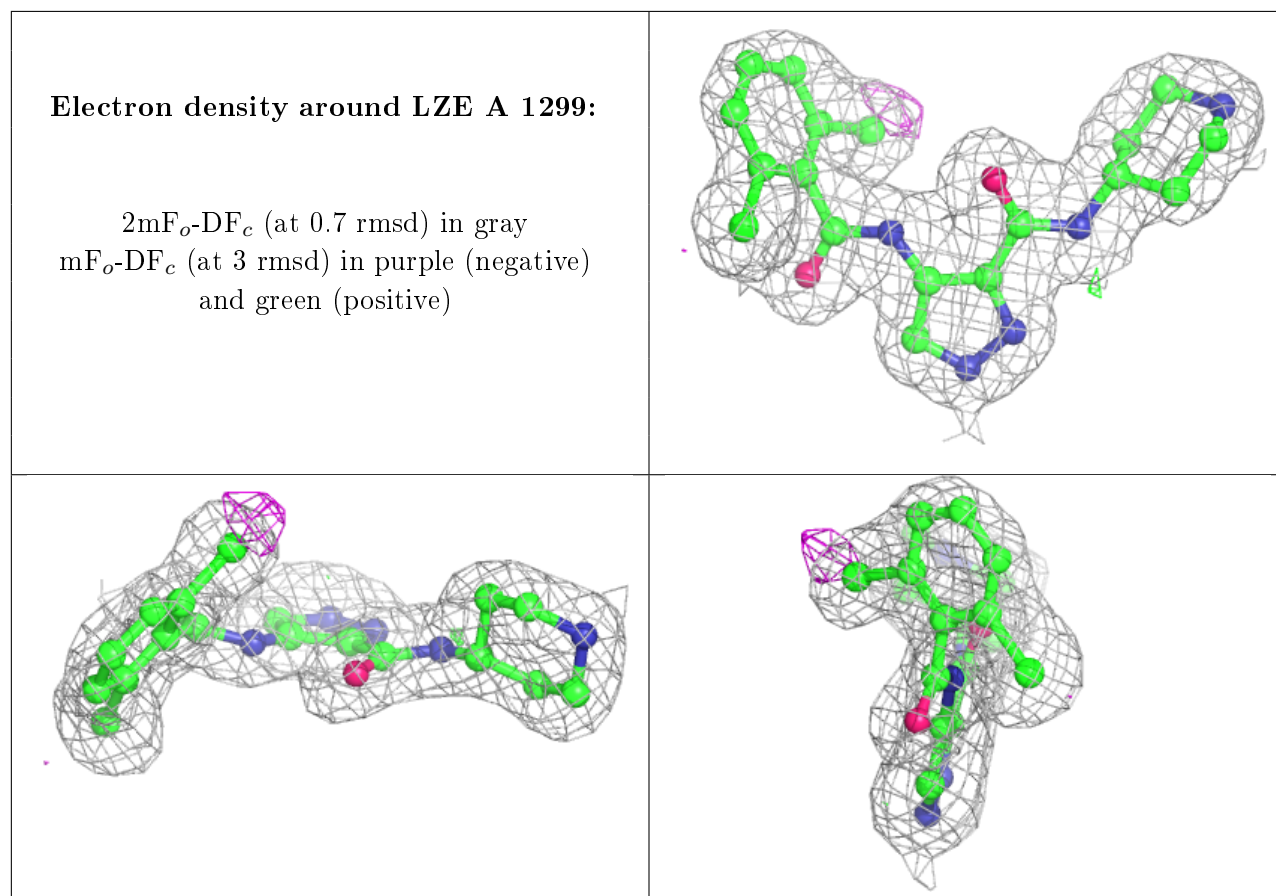 Electron density around LZE A 1299:
2mFo-DFc (at 0.7 rmsd) in gray
mFo-DFc (at 3 rmsd) in purple (negative)
and green (positive)